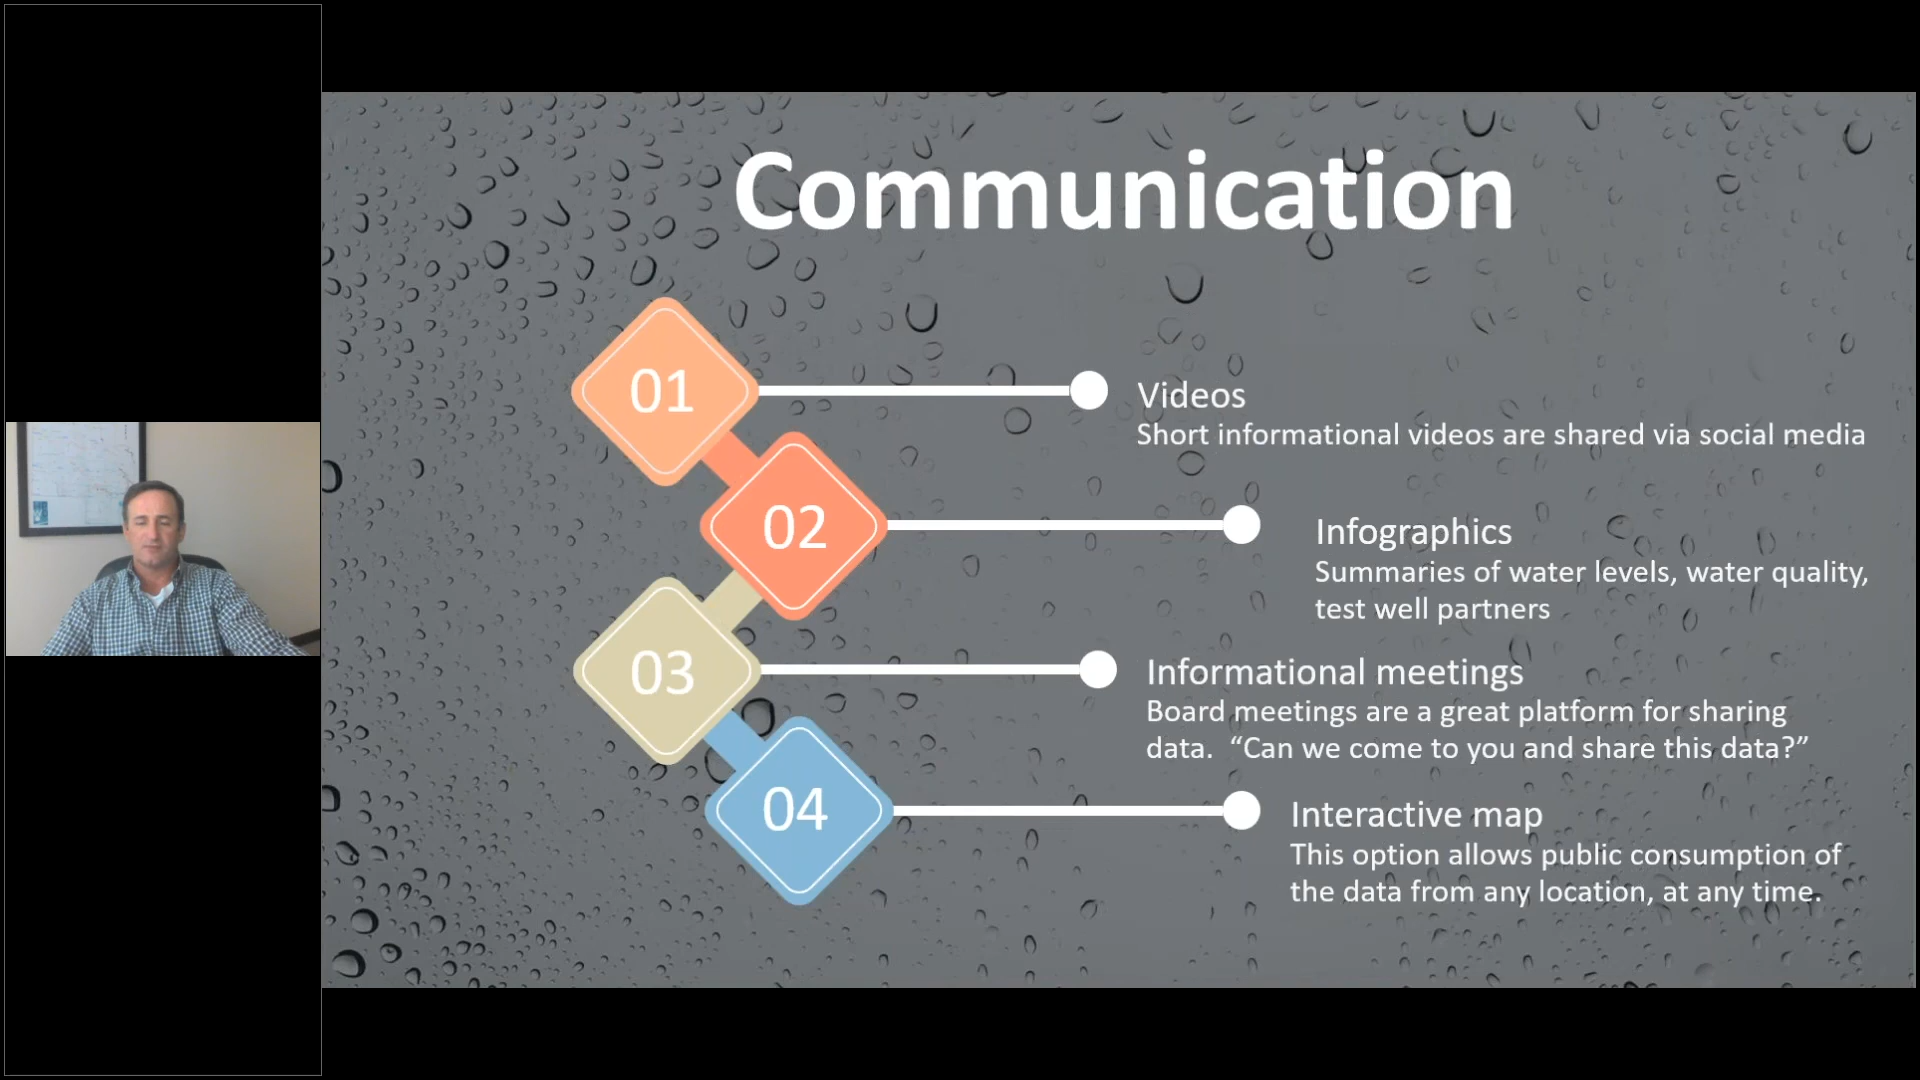 Communication
01
Videos
Short informational videos are shared via social media
02
Infographics
Summaries of water levels, water quality,
test well partners
03
Informational meetings
Board meetings are a great platform for sharing
data.  “Can we come to you and share this data?”
04
Interactive map
This option allows public consumption of
the data from any location, at any time.